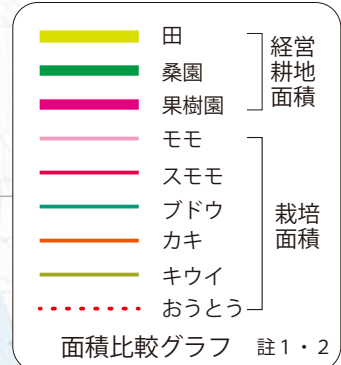 田
桑園
果樹園
経営
耕地
面積
モモ
スモモ
ブドウ
カキ
キウイ
おうとう
栽培
面積
面積比較グラフ 註1・2